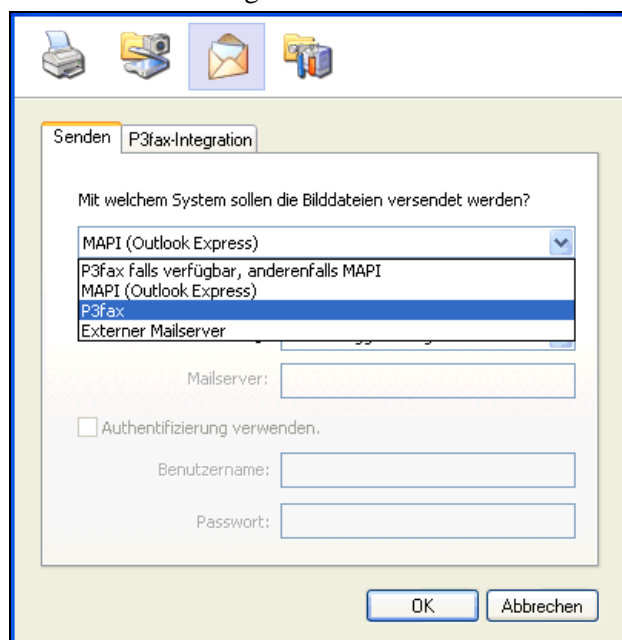 Senden P3fax-Integration
Mit welchem System sollen die Bilddateien versendet werden?
MAPI (Outlook Express)
P3fax falls verfügbar, anderenfalls MAPI
MAPI (Outlook Express)
P3fax
Externer Mailserver
Mailserver:
Authentifizierung verwenden.
Benutzername:
Passwort:
OK Abbrechen